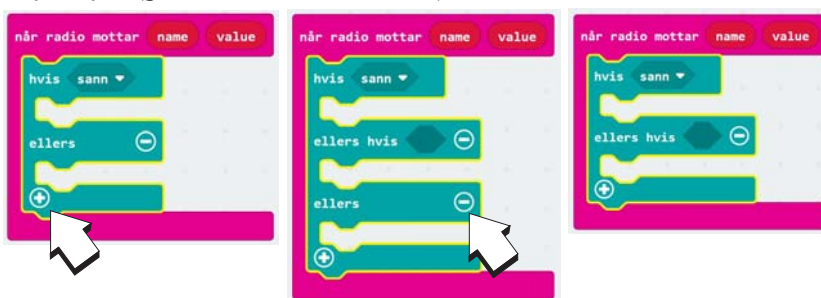 når radio mottar name value
hvis sann
ellers
når radio mottar name value
hvis sann
ellers hvis
ellers
når radio mottar name value
hvis sann
ellers hvis